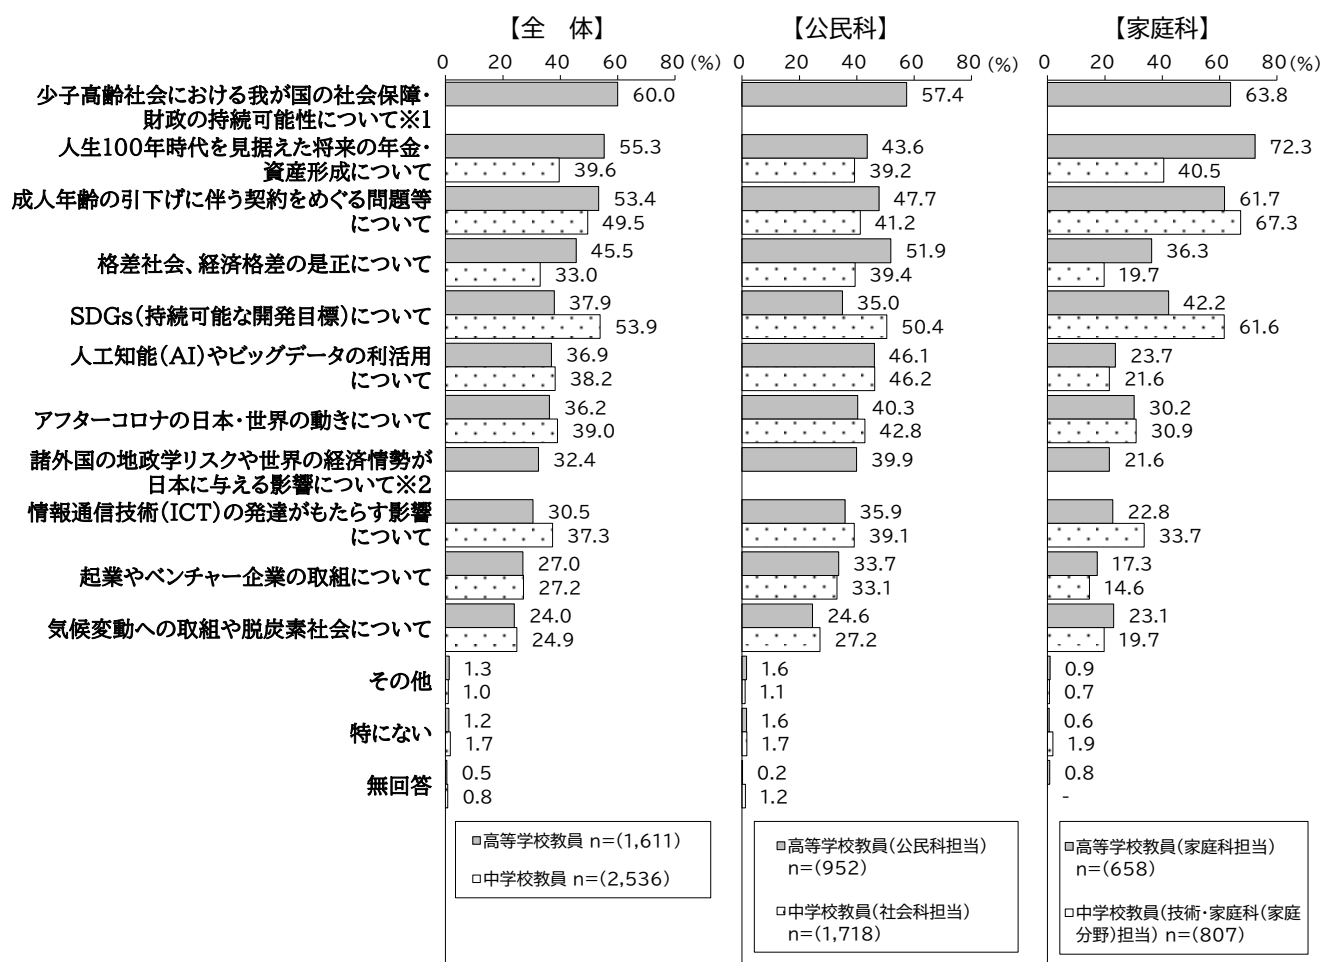 【全　体】
【公民科】
【家庭科】
0 20 40 60 80 (%)
0 20 40 60 80 (%)
0 20 40 60 80 (%)
少子高齢社会における我が国の社会保障・
財政の持続可能性について※1
60.0
57.4
63.8
人生100年時代を見据えた将来の年金・
資産形成について
55.3
39.6
43.6
39.2
72.3
40.5
成人年齢の引下げに伴う契約をめぐる問題等
について
53.4
49.5
47.7
41.2
61.7
67.3
格差社会、経済格差の是正について
45.5
33.0
51.9
39.4
36.3
19.7
SDGs(持続可能な開発目標)について
37.9
53.9
35.0
50.4
42.2
61.6
人工知能(AI)やビッグデータの利活用
について
36.9
38.2
46.1
46.2
23.7
21.6
アフターコロナの日本・世界の動きについて
36.2
39.0
40.3
42.8
30.2
30.9
諸外国の地政学リスクや世界の経済情勢が
日本に与える影響について※2
32.4
39.9
21.6
情報通信技術(ICT)の発達がもたらす影響
について
30.5
37.3
35.9
39.1
22.8
33.7
起業やベンチャー企業の取組について
27.0
27.2
33.7
33.1
17.3
14.6
気候変動への取組や脱炭素社会について
24.0
24.9
24.6
27.2
23.1
19.7
その他
1.3
1.0
1.6
1.1
0.9
0.7
特にない
1.2
1.7
1.6
1.7
0.6
1.9
無回答
0.5
0.8
0.2
1.2
0.8
-
高等学校教員 n=(1,611)
中学校教員 n=(2,536)
高等学校教員(公民科担当)
n=(952)
中学校教員(社会科担当)
n=(1,718)
高等学校教員(家庭科担当)
n=(658)
中学校教員(技術・家庭科(家庭
分野)担当) n=(807)